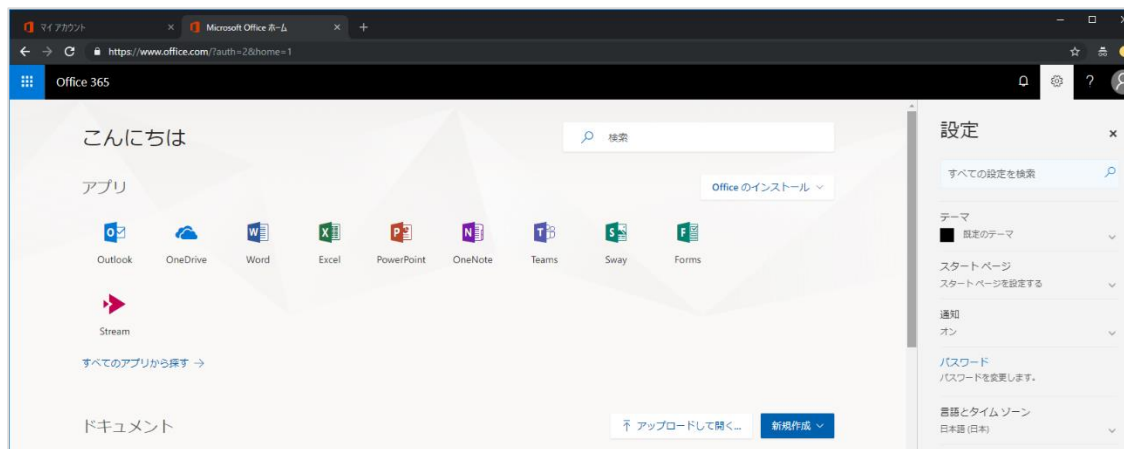 マイ アカウント
Microsoft Office ホーム
https://www.office.com/?auth=2&home=1
Office 365
?
こんにちは
検索
アプリ
Office のインストール
Outlook OneDrive Word Excel PowerPoint OneNote Teams Sway Forms
Stream
すべてのアプリから探す →
ドキュメント
アップロードして開く...
新規作成
設定
すべての設定を検索
テーマ
既定のテーマ
スタート ページ
スタート ページを設定する
通知
オン
パスワード
パスワードを変更します。
言語とタイム ゾーン
日本語 (日本)